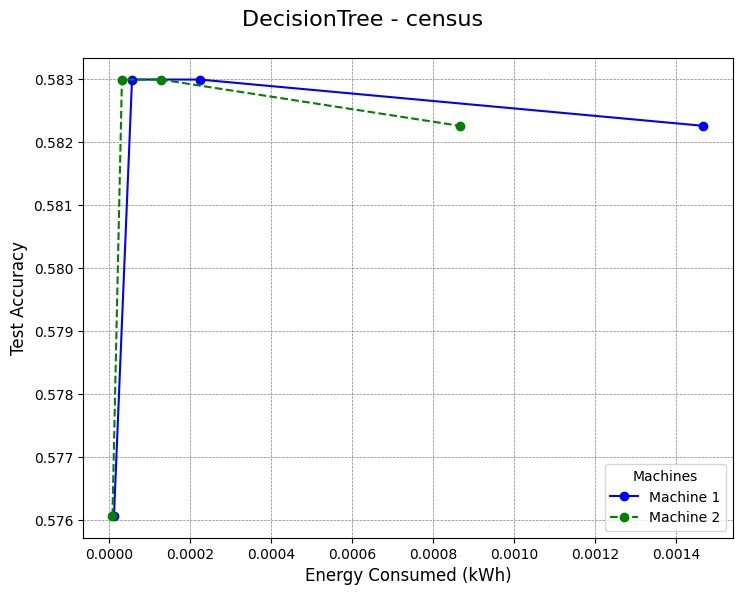 DecisionTree - census
0.583
0.582
0.581
0.580
0.579
0.578
0.577
0.576
Test Accuracy
0.0000
0.0002
0.0004
0.0006
0.0008
0.0010
0.0012
0.0014
Energy Consumed (kWh)
Machines
Machine 1
Machine 2